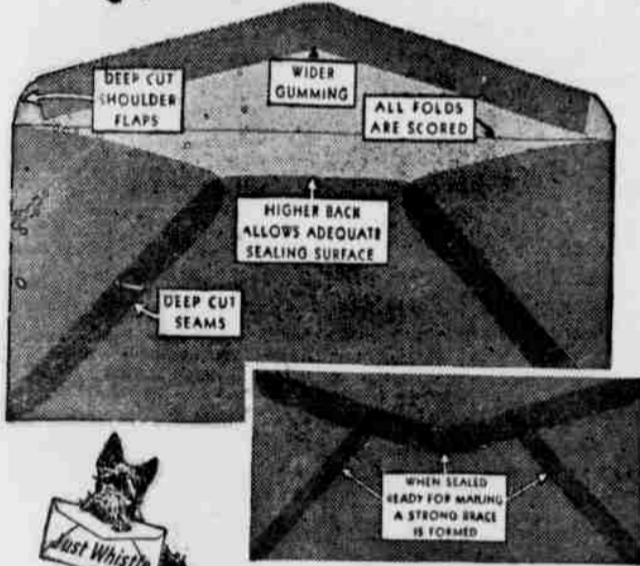 DEEP CUT
SHOULDER
FLAPS
WIDER
GUMMING
ALL FOLDS
ARE SCORED
HIGHER BACK
ALLOWS ADEQUATE
SEALING SURFACE
DEEP CUT
SEAMS
WHEN SEALED
READY FOR MAILING
A STRONG BRACE
IS FORMED
Just Whistle